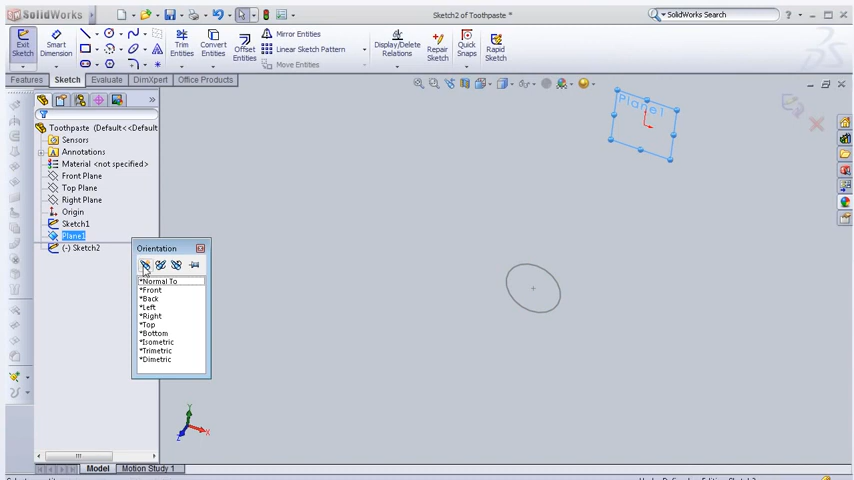 SolidWorks
Sketch2 of Toothpaste *
SolidWorks Search
Exit Sketch
Smart Dimension
Trim Entities
Convert Entities
Offset Entities
Mirror Entities
Linear Sketch Pattern
Move Entities
Display/Delete Relations
Repair Sketch
Quick Snaps
Rapid Sketch
Features
Sketch
Evaluate
DimXpert
Office Products
Toothpaste (Default<<Default
Sensors
Annotations
Material <not specified>
Front Plane
Top Plane
Right Plane
Origin
Sketch1
Plane1
(-) Sketch2
Plane1
Orientation
*Normal To
*Front
*Back
*Left
*Right
*Top
*Bottom
*Isometric
*Trimetric
*Dimetric
Y
X
Z
Model
Motion Study 1